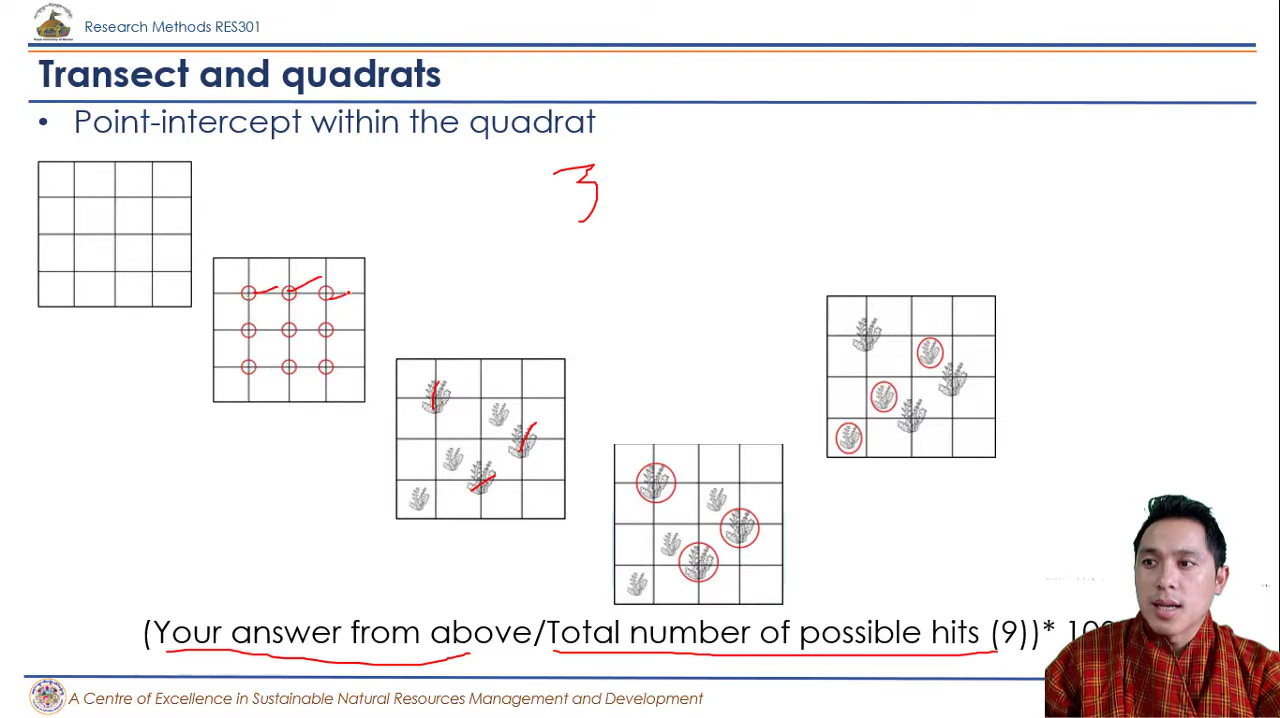 Research Methods RES301
Transect and quadrats
• Point-intercept within the quadrat
3
(Your answer from above/Total number of possible hits (9))* 100
A Centre of Excellence in Sustainable Natural Resources Management and Development